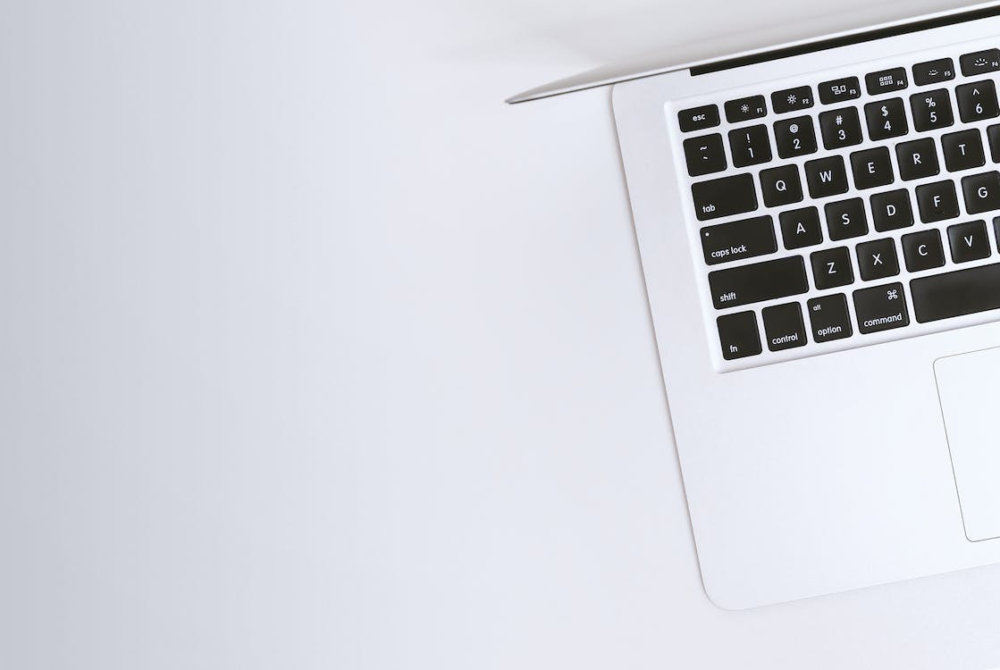 esc F1 F2 F3 F4 F5 F6
~ ` ! 1 @ 2 # 3 $ 4 % 5 ^ 6
tab Q W E R T
caps lock A S D F G
shift Z X C V
fn control alt option ⌘ command